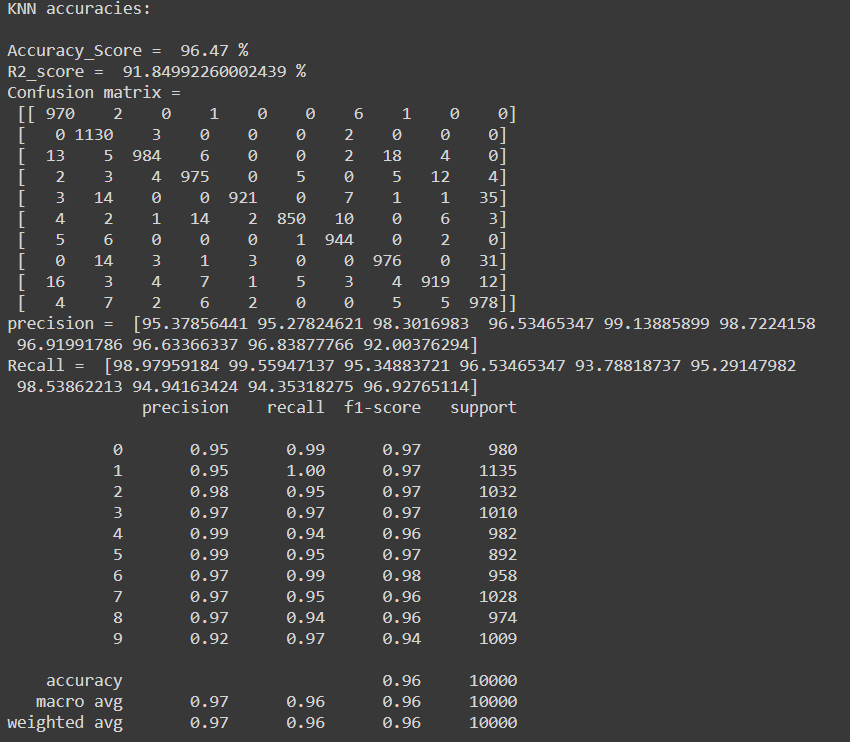 KNN accuracies:
Accuracy_Score =  96.47 %
R2_score =  91.84992260002439 %
Confusion matrix =
 [[ 970    2    0    1    0    0    6    1    0    0]
 [   0 1130    3    0    0    0    2    0    0    0]
 [  13    5  984    6    0    0    2   18    4    0]
 [   2    3    4  975    0    5    0    5   12    4]
 [   3   14    0    0  921    0    7    1    1   35]
 [   4    2    1   14    2  850   10    0    6    3]
 [   5    6    0    0    0    1  944    0    2    0]
 [   0   14    3    1    3    0    0  976    0   31]
 [  16    3    4    7    1    5    3    4  919   12]
 [   4    7    2    6    2    0    0    5    5  978]]
precision =  [95.37856441 95.27824621 98.3016983  96.53465347 99.13885899 98.7224158
 96.91991786 96.63366337 96.83877766 92.00376294]
Recall =  [98.97959184 99.55947137 95.34883721 96.53465347 93.78818737 95.29147982
 98.53862213 94.94163424 94.35318275 96.92765114]
              precision    recall  f1-score   support
           0       0.95      0.99      0.97       980
           1       0.95      1.00      0.97      1135
           2       0.98      0.95      0.97      1032
           3       0.97      0.97      0.97      1010
           4       0.99      0.94      0.96       982
           5       0.99      0.95      0.97       892
           6       0.97      0.99      0.98       958
           7       0.97      0.95      0.96      1028
           8       0.97      0.94      0.96       974
           9       0.92      0.97      0.94      1009
    accuracy                           0.96     10000
   macro avg       0.97      0.96      0.96     10000
weighted avg       0.97      0.96      0.96     10000